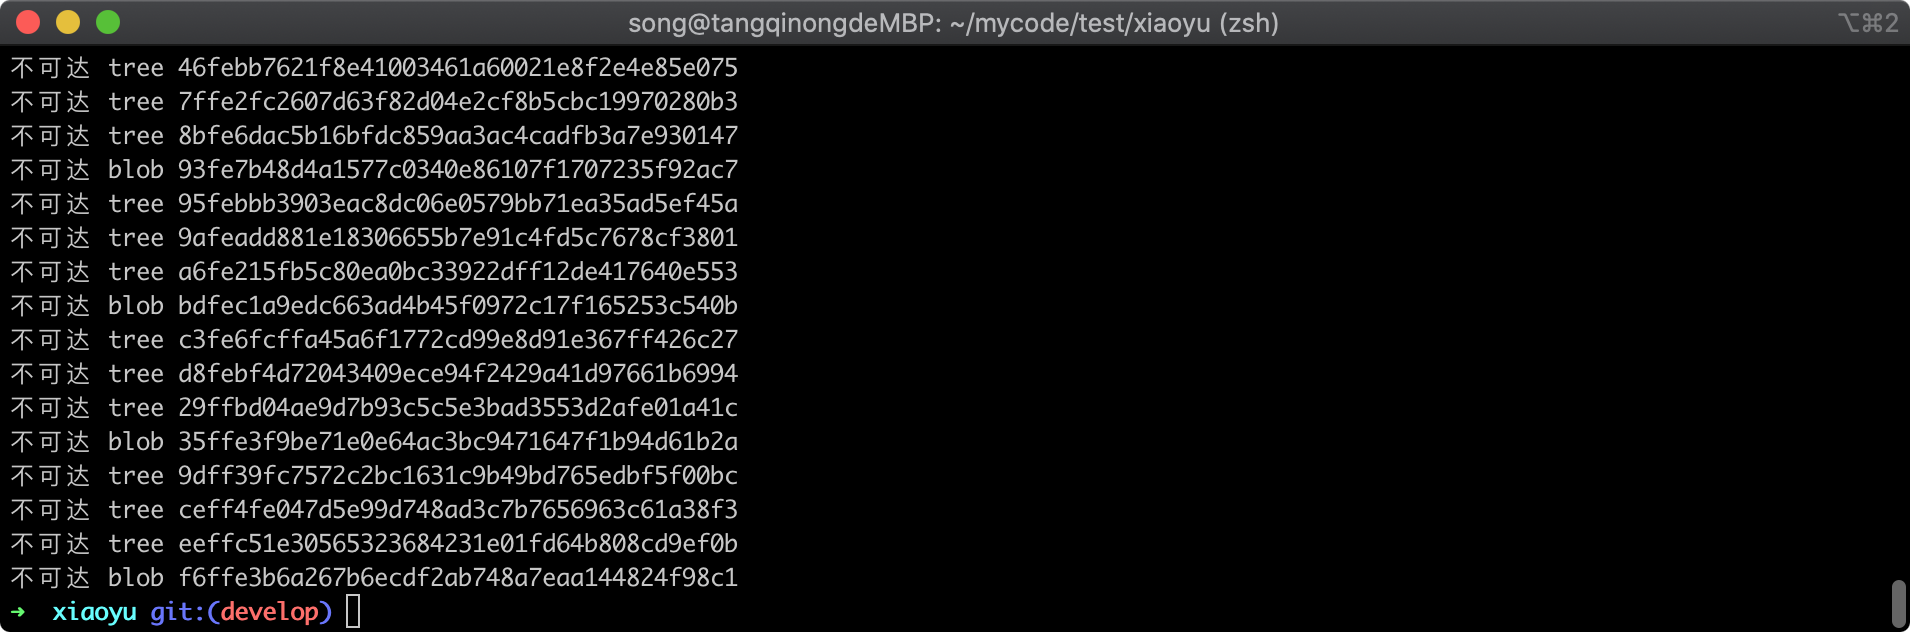 song@tangqinongdeMBP: ~/mycode/test/xiaoyu (zsh)
⌥⌘2
不可达 tree 46febb7621f8e41003461a60021e8f2e4e85e075
不可达 tree 7ffe2fc2607d63f82d04e2cf8b5cbc19970280b3
不可达 tree 8bfe6dac5b16bfdc859aa3ac4cadfb3a7e930147
不可达 blob 93fe7b48d4a1577c0340e86107f1707235f92ac7
不可达 tree 95febbb3903eac8dc06e0579bb71ea35ad5ef45a
不可达 tree 9afeadd881e18306655b7e91c4fd5c7678cf3801
不可达 tree a6fe215fb5c80ea0bc33922dff12de417640e553
不可达 blob bdfec1a9edc663ad4b45f0972c17f165253c540b
不可达 tree c3fe6fcffa45a6f1772cd99e8d91e367ff426c27
不可达 tree d8febf4d72043409ece94f2429a41d97661b6994
不可达 tree 29ffbd04ae9d7b93c5c5e3bad3553d2afe01a41c
不可达 blob 35ffe3f9be71e0e64ac3bc9471647f1b94d61b2a
不可达 tree 9dff39fc7572c2bc1631c9b49bd765edbf5f00bc
不可达 tree ceff4fe047d5e99d748ad3c7b7656963c61a38f3
不可达 tree eeffc51e30565323684231e01fd64b808cd9ef0b
不可达 blob f6ffe3b6a267b6ecdf2ab748a7eaa144824f98c1
➜ xiaoyu git:(develop)